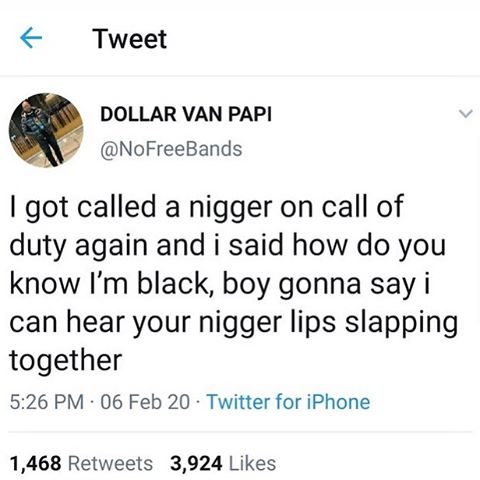 Tweet
DOLLAR VAN PAPI
@NoFreeBands
I got called a nigger on call of
duty again and i said how do you
know I'm black, boy gonna say i
can hear your nigger lips slapping
together
5:26 PM · 06 Feb 20 · Twitter for iPhone
1,468 Retweets 3,924 Likes